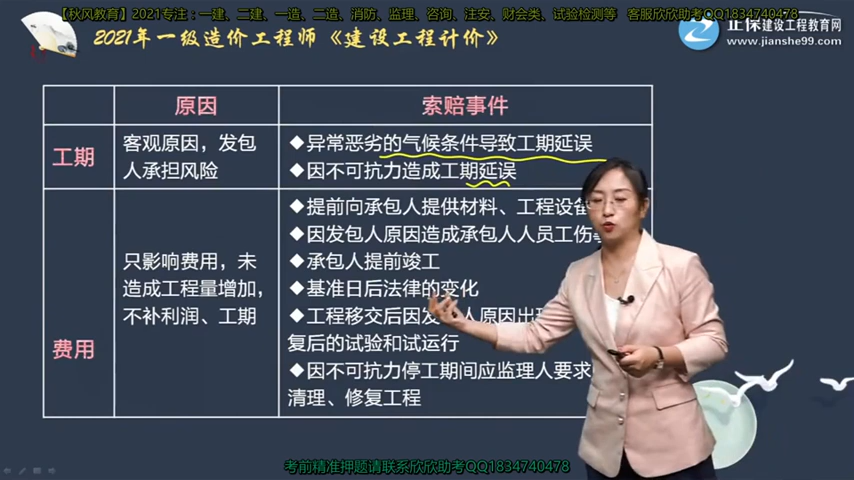 【秋风教育】2021专注：一建、二建、一造、二造、消防、监理、咨询、注安、财会类、试验检测等 客服欣欣助考QQ1834740478
2021年一级造价工程师《建设工程计价》
正保建设工程教育网
www.jianshe99.com
原因
索赔事件
工期
客观原因，发包
人承担风险
◆异常恶劣的气候条件导致工期延误
◆因不可抗力造成工期延误
费用
只影响费用，未
造成工程量增加，
不补利润、工期
◆提前向承包人提供材料、工程设备
◆因发包人原因造成承包人人员工伤
◆承包人提前竣工
◆基准日后法律的变化
◆工程移交后因发 人原因出
复后的试验和试运行
◆因不可抗力停工期间应监理人要求
清理、修复工程
考前精准押题请联系欣欣助考QQ1834740478